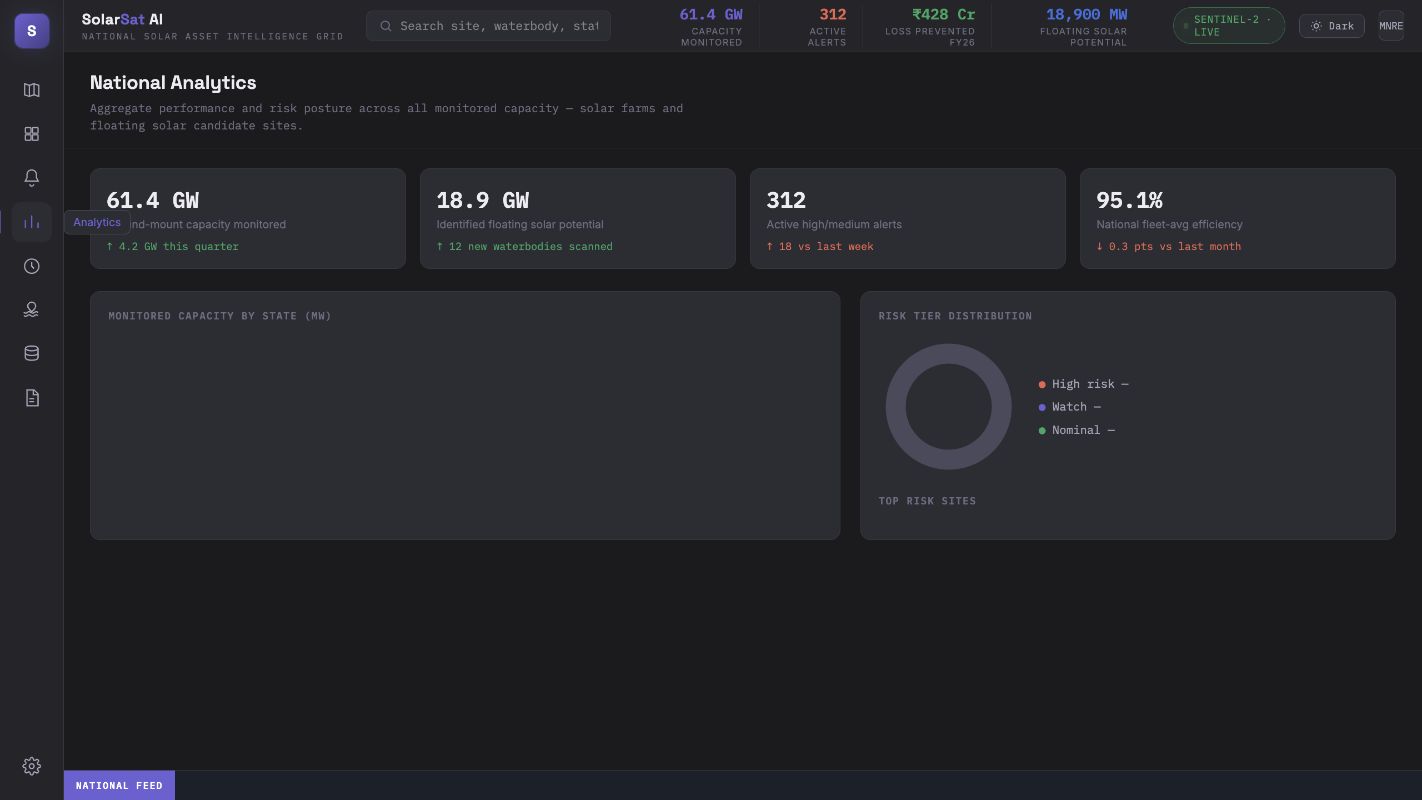 S
SolarSat AI
NATIONAL SOLAR ASSET INTELLIGENCE GRID
Search site, waterbody, stat
61.4 GW
CAPACITY
MONITORED
312
ACTIVE
ALERTS
₹428 Cr
LOSS PREVENTED
FY26
18,900 MW
FLOATING SOLAR
POTENTIAL
SENTINEL-2 ·
LIVE
Dark
MNRE
National Analytics
Aggregate performance and risk posture across all monitored capacity — solar farms and
floating solar candidate sites.
61.4 GW
nd-mount capacity monitored
↑ 4.2 GW this quarter
Analytics
18.9 GW
Identified floating solar potential
↑ 12 new waterbodies scanned
312
Active high/medium alerts
↑ 18 vs last week
95.1%
National fleet-avg efficiency
↓ 0.3 pts vs last month
MONITORED CAPACITY BY STATE (MW)
RISK TIER DISTRIBUTION
High risk —
Watch —
Nominal —
TOP RISK SITES
NATIONAL FEED